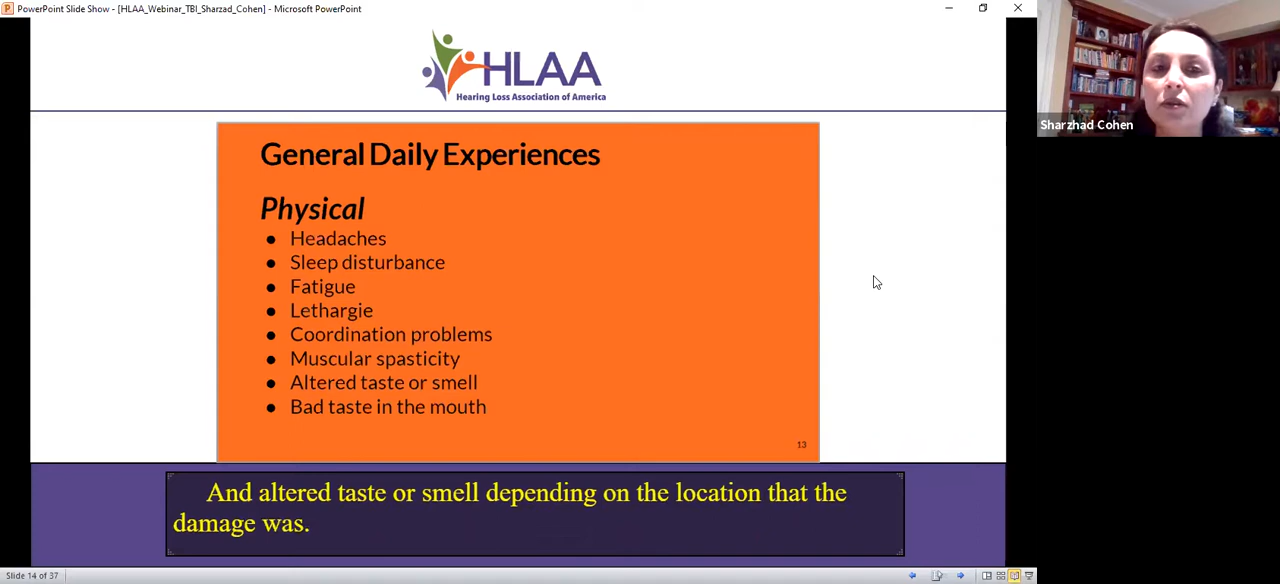 PowerPoint Slide Show - [HLAA_Webinar_TBI_Sharzad_Cohen] - Microsoft PowerPoint
HLAA
Hearing Loss Association of America
Sharzhad Cohen
General Daily Experiences
Physical
● Headaches
● Sleep disturbance
● Fatigue
● Lethargie
● Coordination problems
● Muscular spasticity
● Altered taste or smell
● Bad taste in the mouth
13
And altered taste or smell depending on the location that the
damage was.
Slide 14 of 37